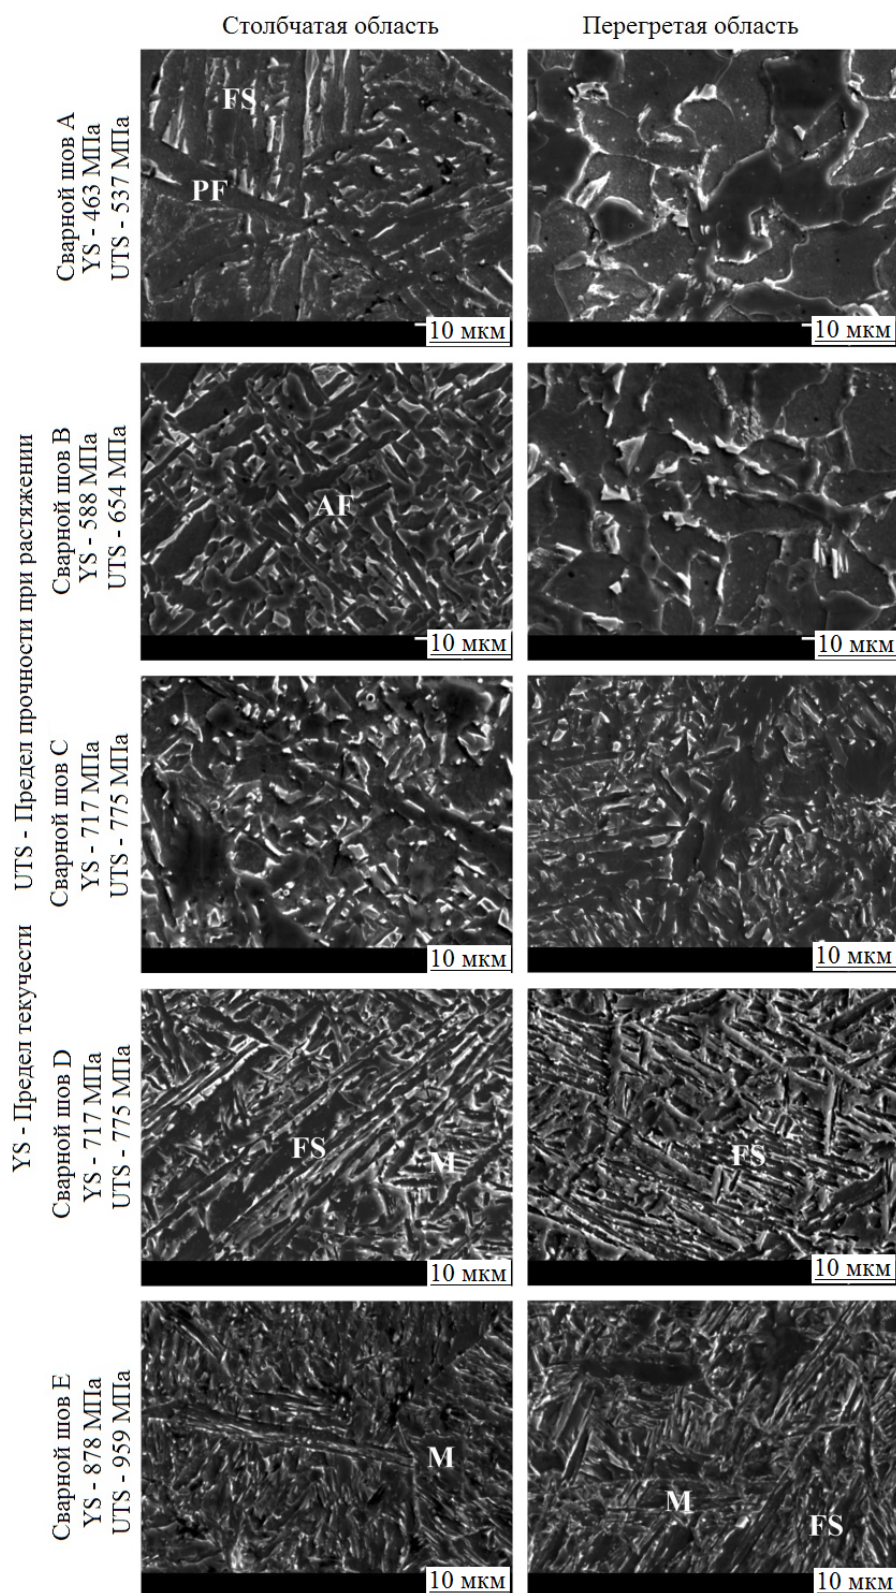 Столбчатая область
Перегретая область
YS - Предел текучести
UTS - Предел прочности при растяжении
Сварной шов A
YS - 463 МПа
UTS - 537 МПа
FS
PF
10 мкм
10 мкм
Сварной шов B
YS - 588 МПа
UTS - 654 МПа
AF
10 мкм
10 мкм
Сварной шов C
YS - 717 МПа
UTS - 775 МПа
10 мкм
10 мкм
Сварной шов D
YS - 717 МПа
UTS - 775 МПа
FS
M
FS
10 мкм
10 мкм
Сварной шов E
YS - 878 МПа
UTS - 959 МПа
M
M
FS
10 мкм
10 мкм